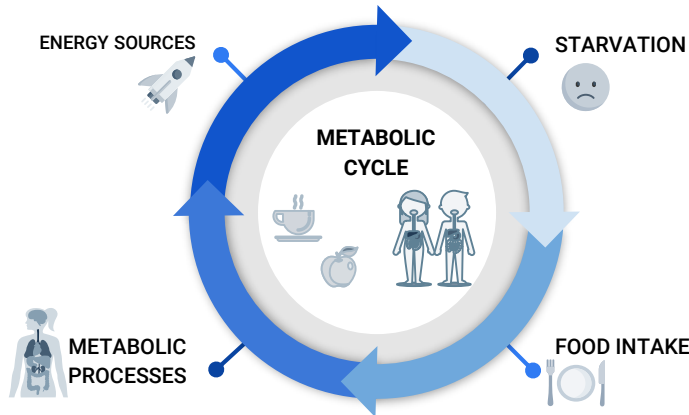 ENERGY SOURCES
STARVATION
METABOLIC
CYCLE
METABOLIC
PROCESSES
FOOD INTAKE